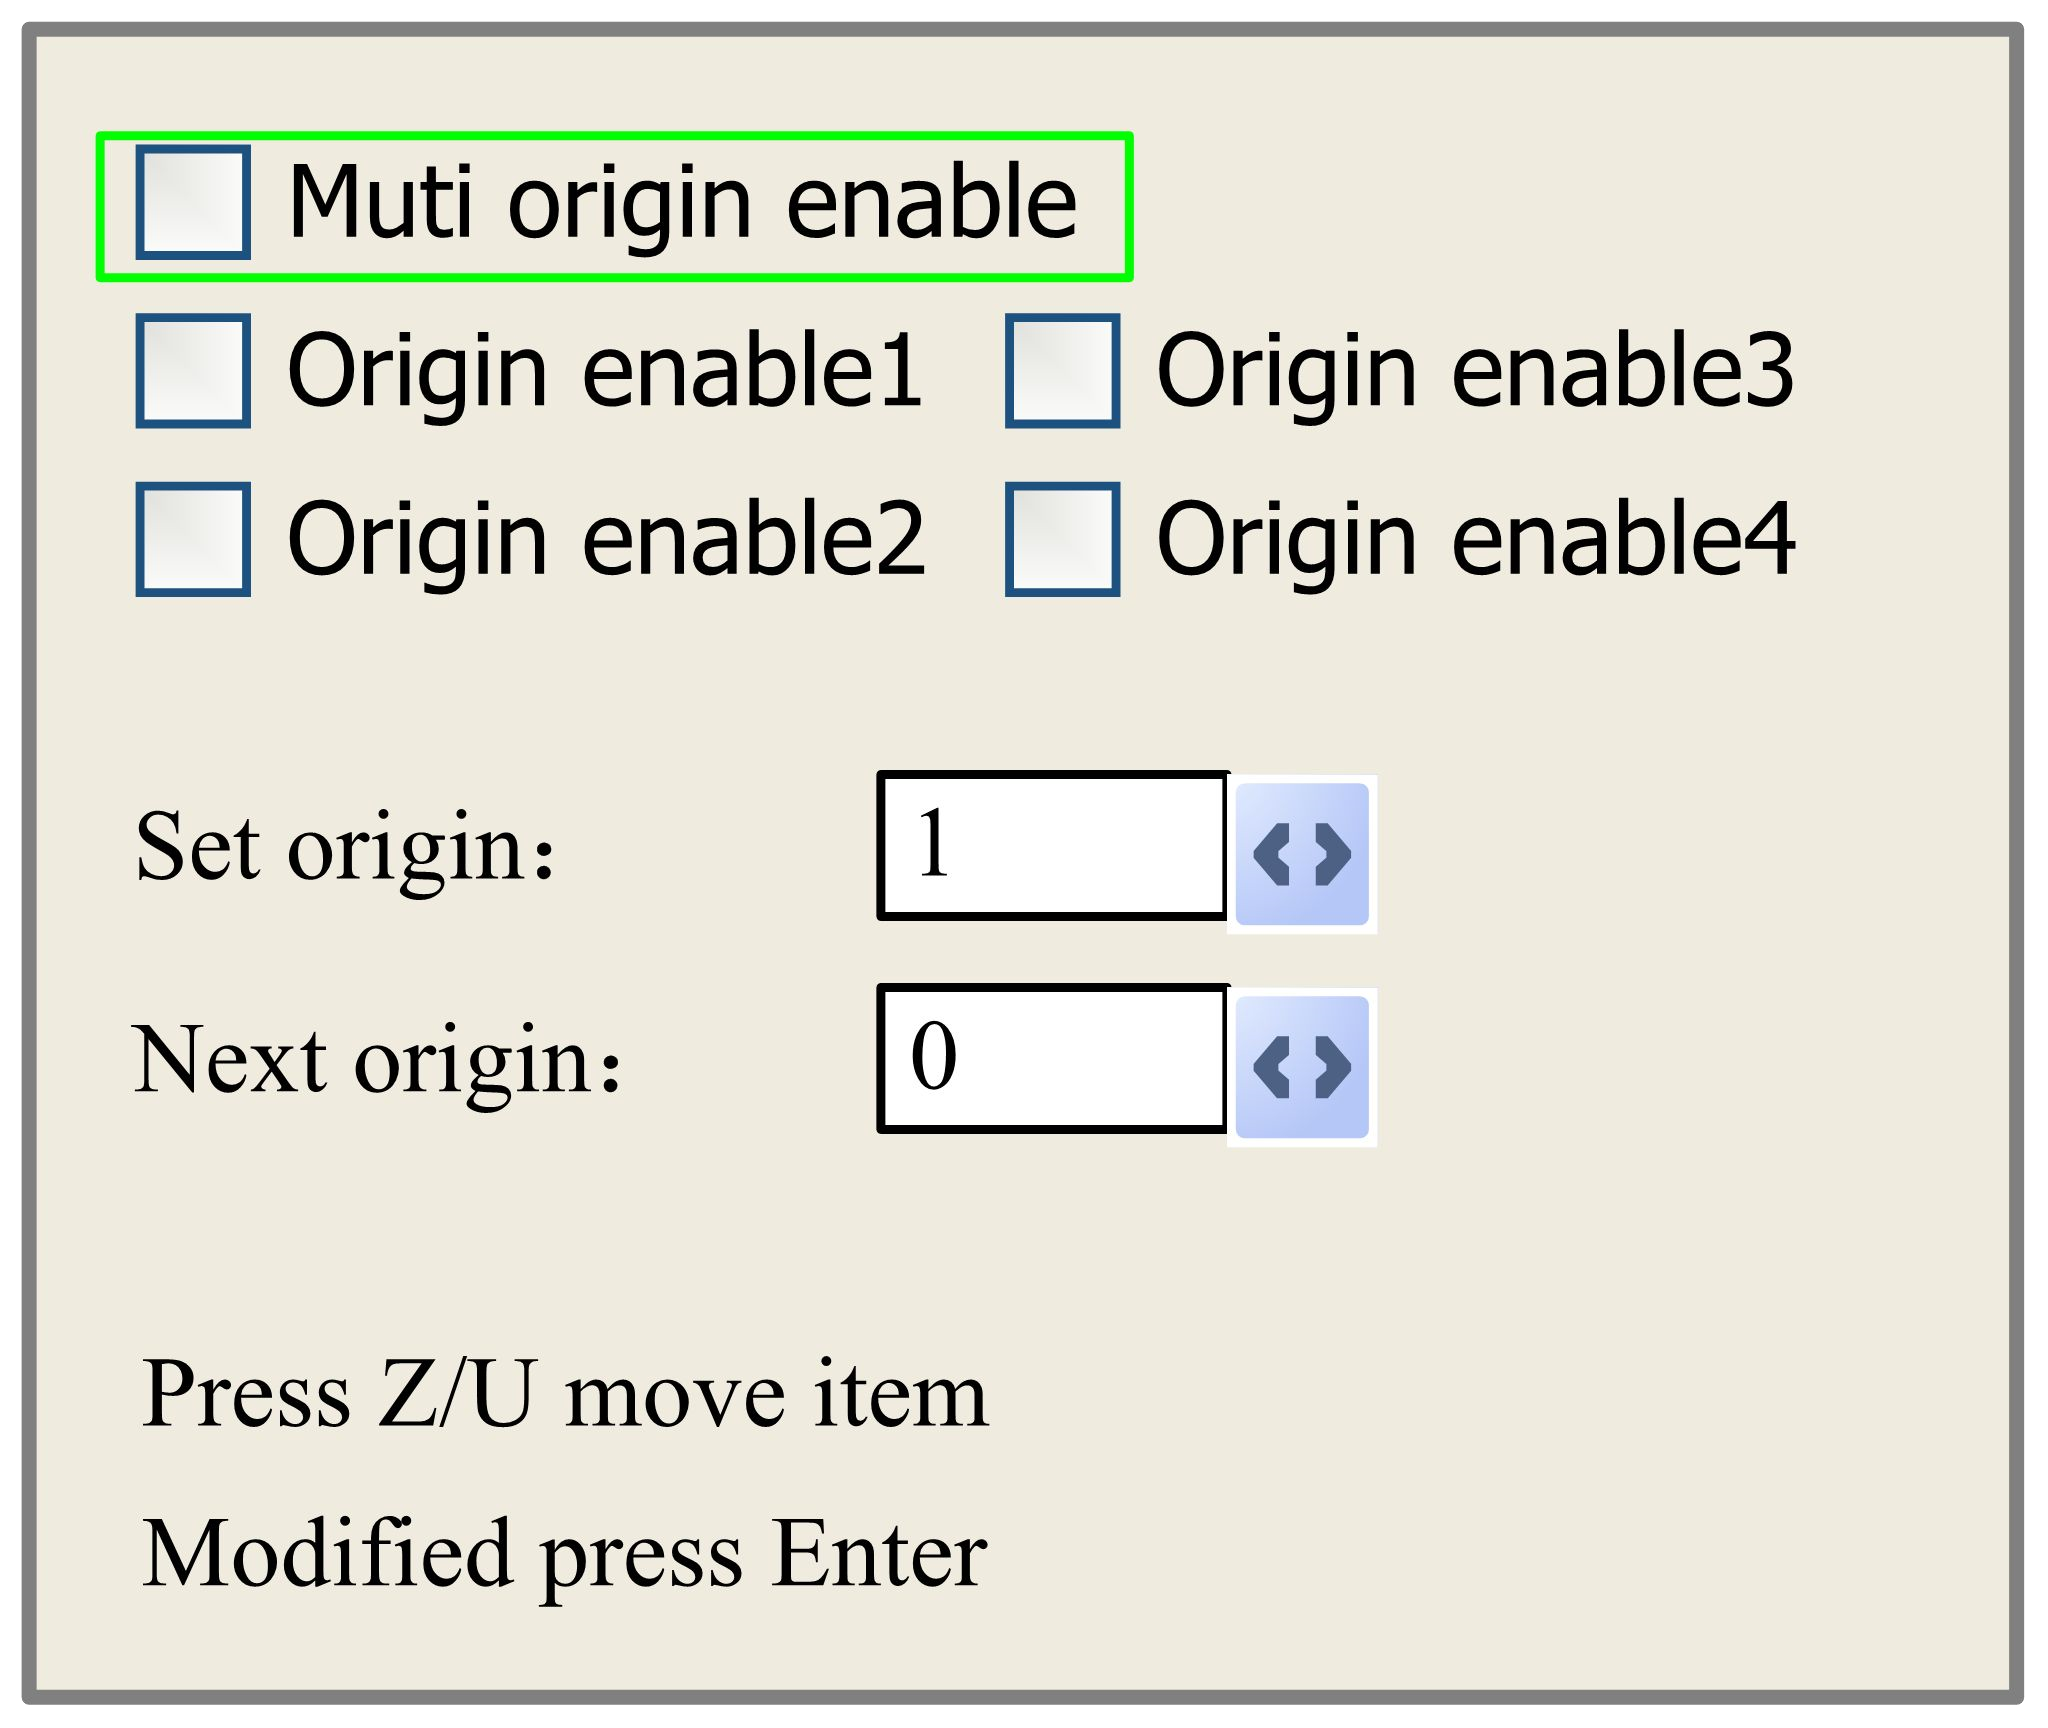 Muti origin enable
Origin enable1 Origin enable3
Origin enable2 Origin enable4
Set origin： 1
Next origin： 0
Press Z/U move item
Modified press Enter